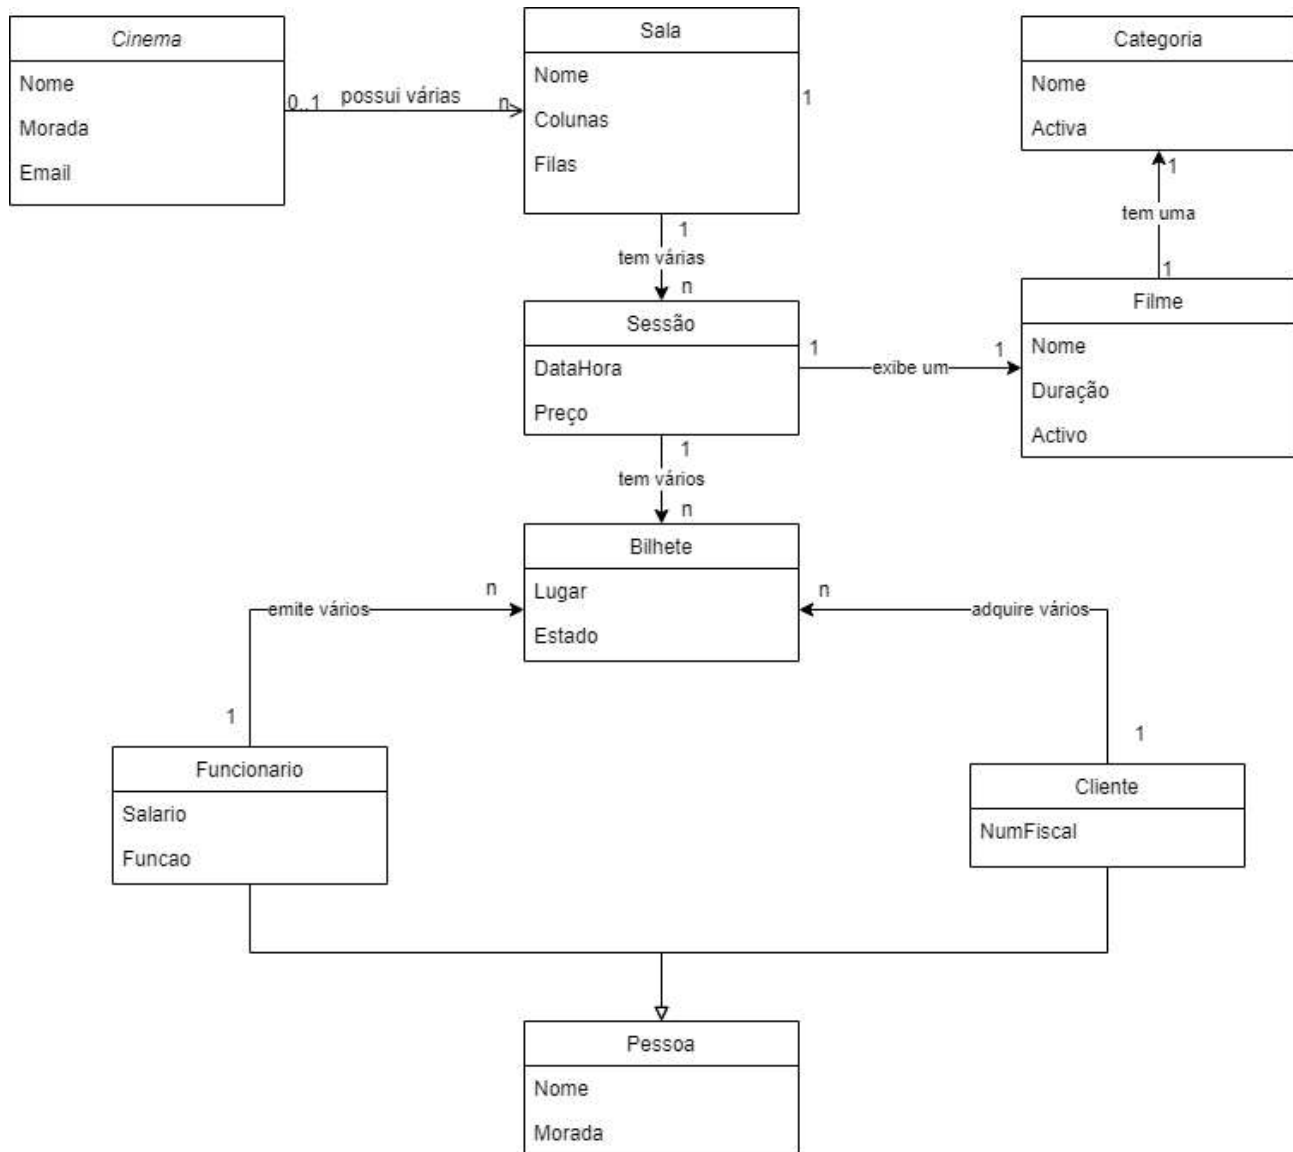 Cinema
Nome
Morada
Email
0..1
possui várias
n
Sala
Nome
Colunas
Filas
1
Categoria
Nome
Activa
1
tem uma
1
Filme
Nome
Duração
Activo
1
tem várias
n
Sessão
DataHora
Preço
1
exibe um
1
1
tem vários
n
Bilhete
Lugar
Estado
emite vários
n
n
adquire vários
1
Funcionario
Salário
Funcao
1
Cliente
NumFiscal
Pessoa
Nome
Morada